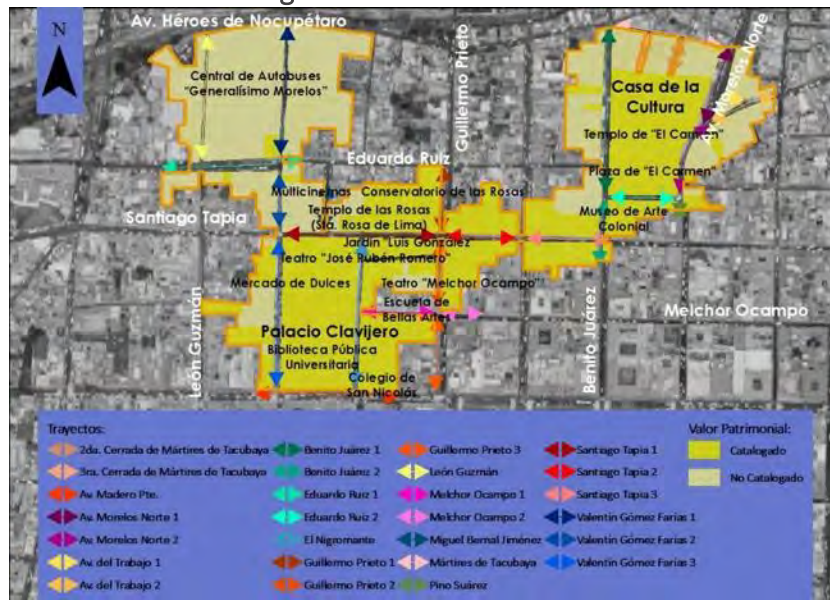 Av. Héroes de Nocupétaro
N
Central de Autobuses
"Generalísimo Morelos"
Guillermo Prieto
Av. Morelos Norte
Casa de la
Cultura
Templo de "El Carmen"
Eduardo Ruiz
Plaza de "El Carmen"
Multicinemas
Conservatorio de las Rosas
Santiago Tapia
Templo de las Rosas
(Sta. Rosa de Lima)
Museo de Arte
Colonial
Jardín "Luis González"
Teatro "José Rubén Romero"
Mercado de Dulces
Teatro "Melchor Ocampo"
León Guzmán
Escuela de
Bellas Artes
Benito Juárez
Melchor Ocampo
Palacio Clavijero
Biblioteca Pública
Universitaria
Colegio de
San Nicolás
Trayectos:
2da. Cerrada de Mártires de Tacubaya
3ra. Cerrada de Mártires de Tacubaya
Av. Madero Pte.
Av. Morelos Norte 1
Av. Morelos Norte 2
Av. del Trabajo 1
Av. del Trabajo 2
Benito Juárez 1
Benito Juárez 2
Eduardo Ruiz 1
Eduardo Ruiz 2
El Nigromante
Guillermo Prieto 1
Guillermo Prieto 2
Guillermo Prieto 3
León Guzmán
Melchor Ocampo 1
Melchor Ocampo 2
Miguel Bernal Jiménez
Mártires de Tacubaya
Pino Suárez
Santiago Tapia 1
Santiago Tapia 2
Santiago Tapia 3
Valentín Gómez Farías 1
Valentín Gómez Farías 2
Valentín Gómez Farías 3
Valor Patrimonial:
Catalogado
No Catalogado